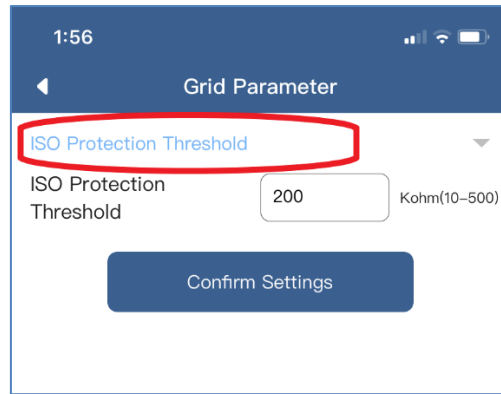 1:56
Grid Parameter
ISO Protection Threshold
ISO Protection
Threshold
200
Kohm(10–500)
Confirm Settings